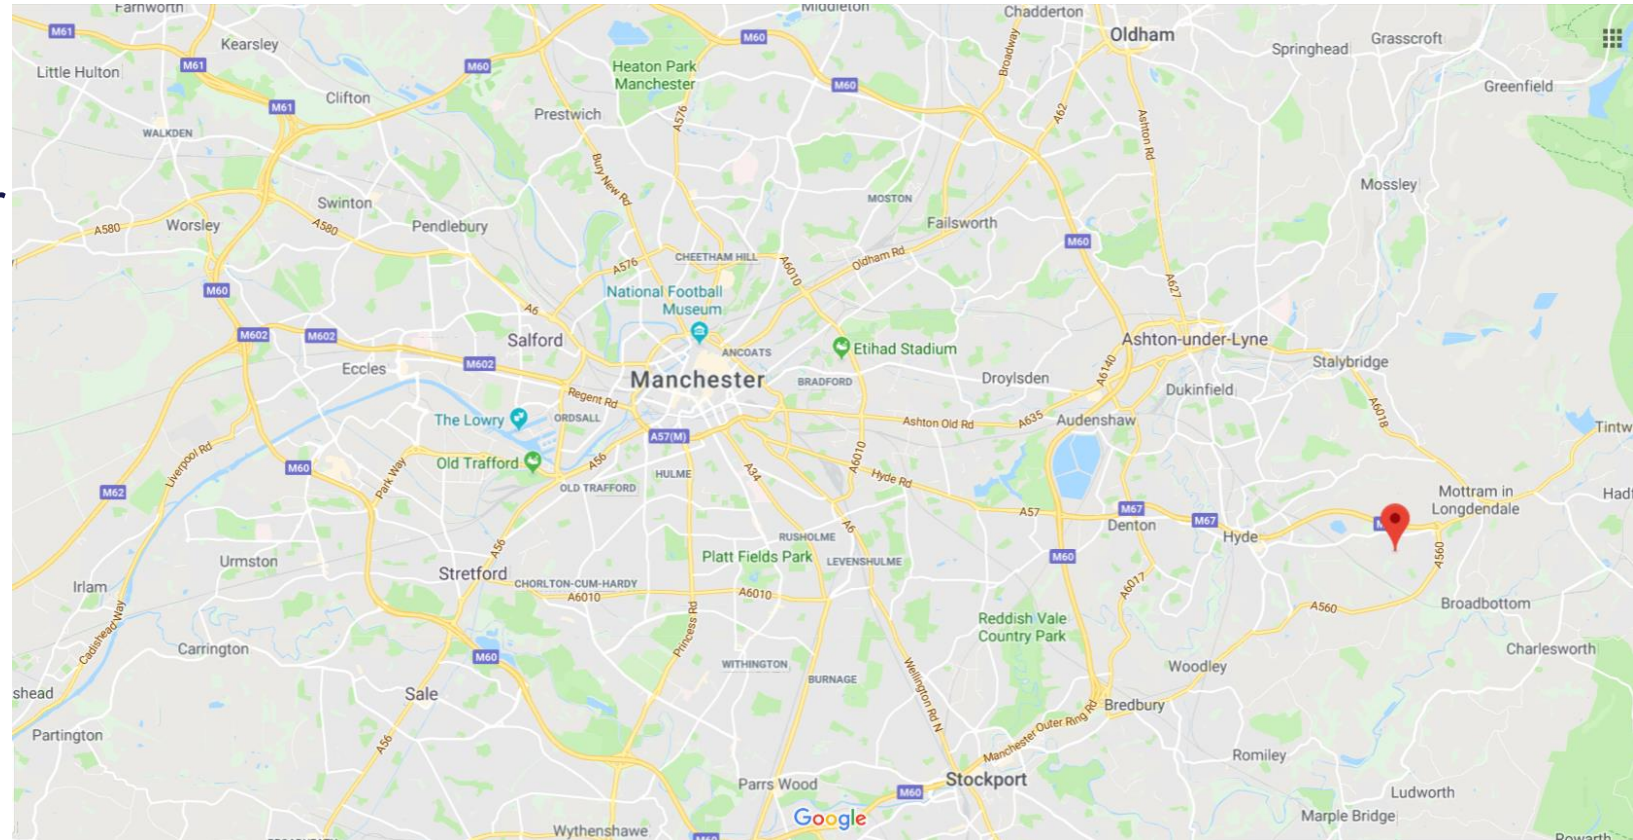 Farnworth
Middleton
Chadderton
M61
Kearsley
M60
Oldham
Grasscroft
Springhead
Little Hulton
M61
M60
Heaton Park
Manchester
Broadway
M60
Greenfield
M61
Clifton
Prestwich
A576
A62
Ashton Rd
WALKDEN
Bury New Rd
Mossley
Swinton
MOSTON
A580
Worsley
A580
Pendlebury
Failsworth
M60
CHEETHAM HILL
A576
A6010
Oldham Rd
M60
National Football
Museum
A627
A6
M602
M602
Salford
Ashton-under-Lyne
ANCOATS
Etihad Stadium
Stalybridge
Eccles
M602
Manchester
BRADFORD
Droylsden
A6140
Dukinfield
Regent Rd
The Lowry
ORDSALL
Ashton Old Rd
A635
Audenshaw
A6018
Tintw
A57(M)
Liverpool Rd
M60
Park Way
Old Trafford
A56
HULME
A34
A6010
Hyde Rd
M62
OLD TRAFFORD
Mottram in
Longdendale
Hadf
A57
M67
Denton
M67
Hyde
A6
RUSHOLME
Urmston
A56
Platt Fields Park
LEVENSHULME
M60
A560
Irlam
Stretford
CHORLTON-CUM-HARDY
A6010
A6010
A6017
A560
Broadbottom
Cadishead Way
Princess Rd
Reddish Vale
Country Park
Carrington
M60
WITHINGTON
Woodley
Charlesworth
BURNAGE
Wellington Rd N
shead
Sale
Bredbury
Partington
A56
Manchester Outer Ring Rd
Romiley
Parrs Wood
M60
Stockport
Ludworth
Google
Marple Bridge
Wythenshawe
M60